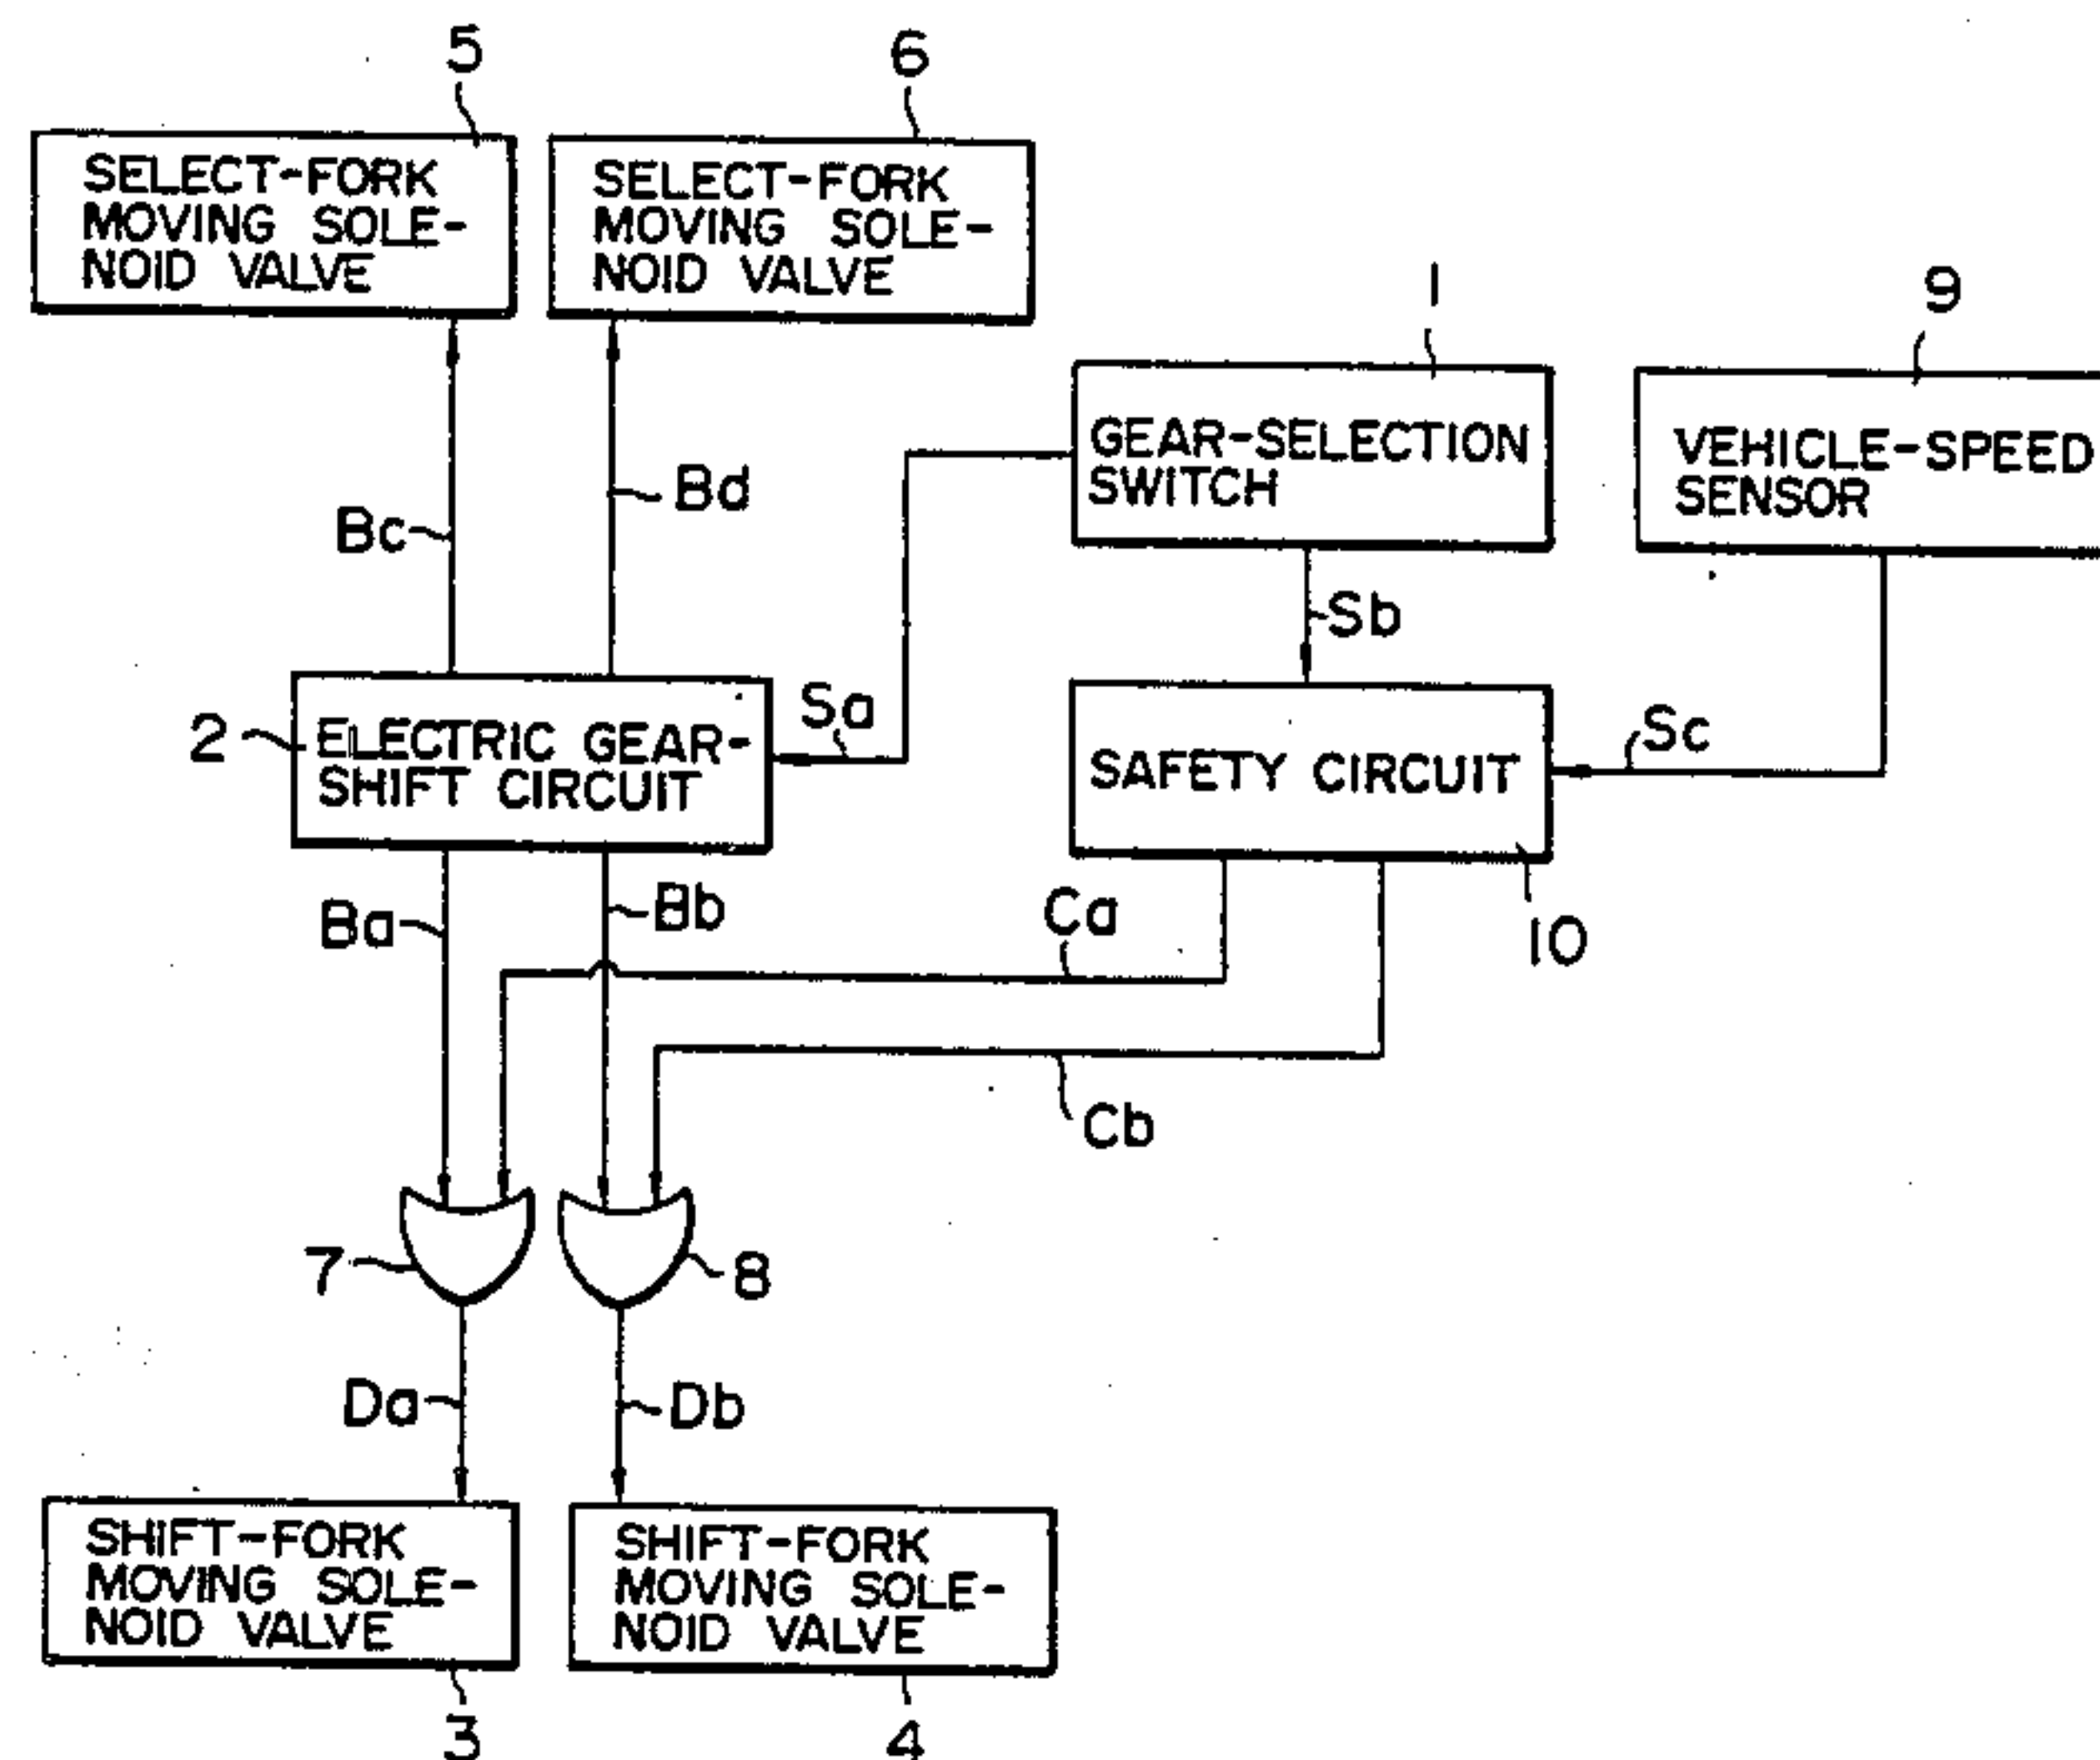 5
6
SELECT-FORK
MOVING SOLE-
NOID VALVE
SELECT-FORK
MOVING SOLE-
NOID VALVE
1
9
GEAR-SELECTION
SWITCH
VEHICLE-SPEED
SENSOR
Bc
Bd
Sb
2
ELECTRIC GEAR-
SHIFT CIRCUIT
Sa
SAFETY CIRCUIT
Sc
Ba
Bb
Ca
10
Cb
7
8
Da
Db
SHIFT-FORK
MOVING SOLE-
NOID VALVE
SHIFT-FORK
MOVING SOLE-
NOID VALVE
3
4